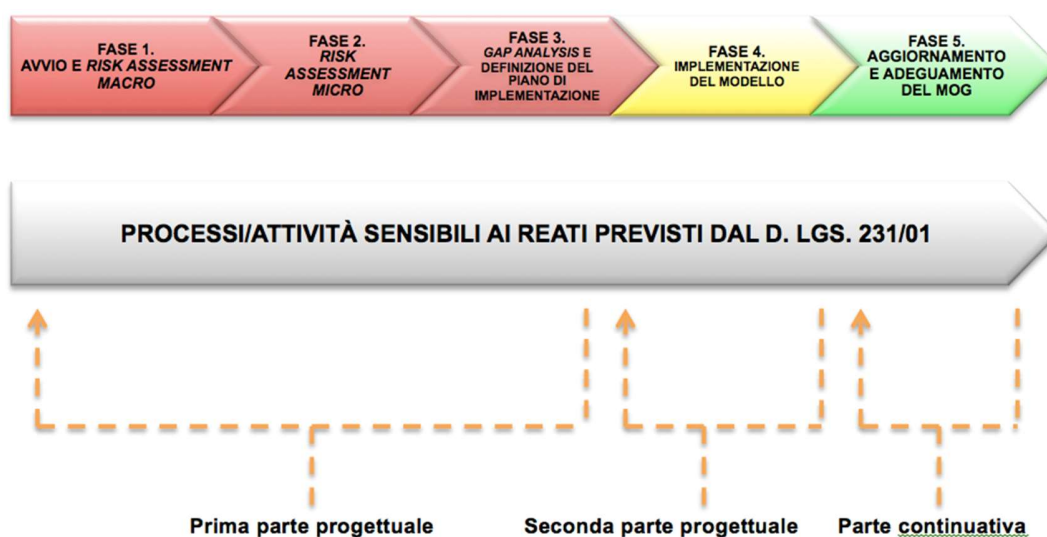 FASE 1.
AVVIO E RISK ASSESSMENT
MACRO
FASE 2.
RISK
ASSESSMENT
MICRO
FASE 3.
GAP ANALYSIS E
DEFINIZIONE DEL
PIANO DI
IMPLEMENTAZIONE
FASE 4.
IMPLEMENTAZIONE
DEL MODELLO
FASE 5.
AGGIORNAMENTO
E ADEGUAMENTO
DEL MOG
PROCESSI/ATTIVITÀ SENSIBILI AI REATI PREVISTI DAL D. LGS. 231/01
Prima parte progettuale
Seconda parte progettuale
Parte continuativa